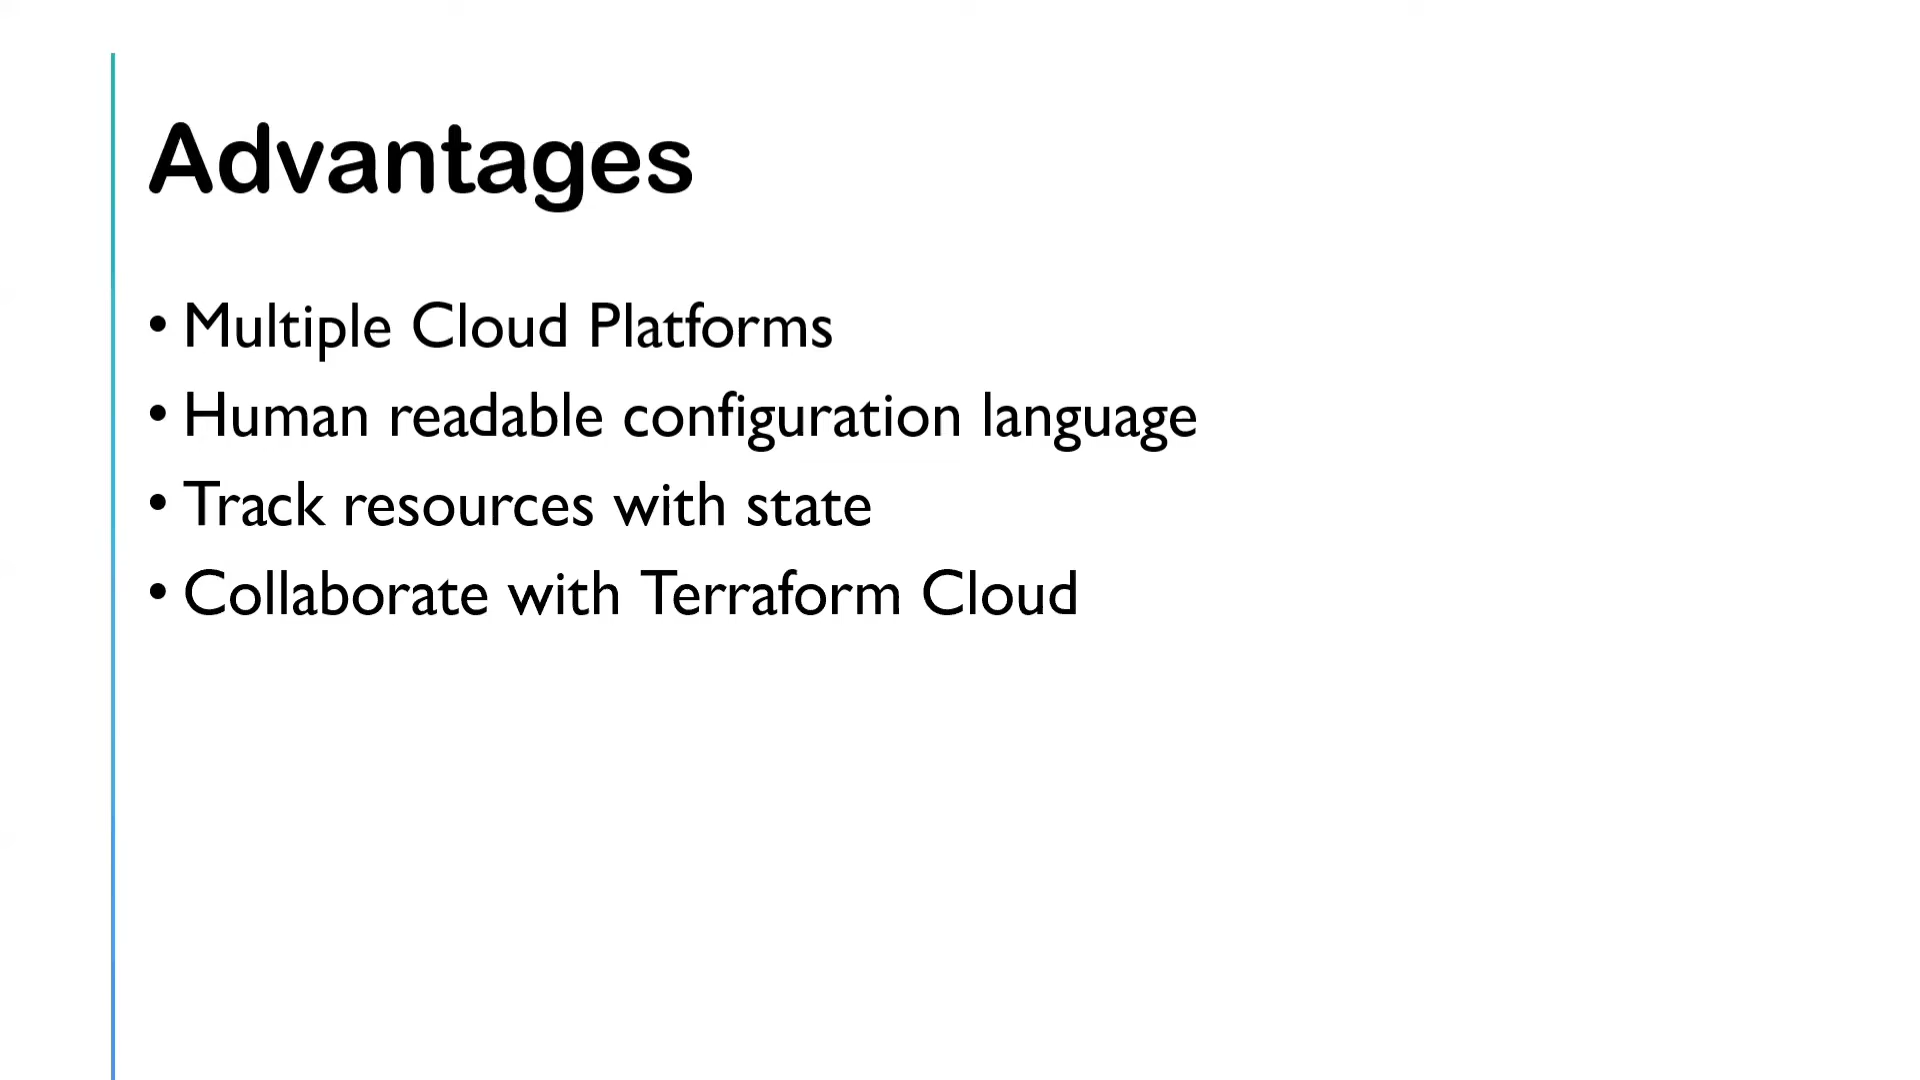 Advantages
• Multiple Cloud Platforms
• Human readable configuration language
• Track resources with state
• Collaborate with Terraform Cloud